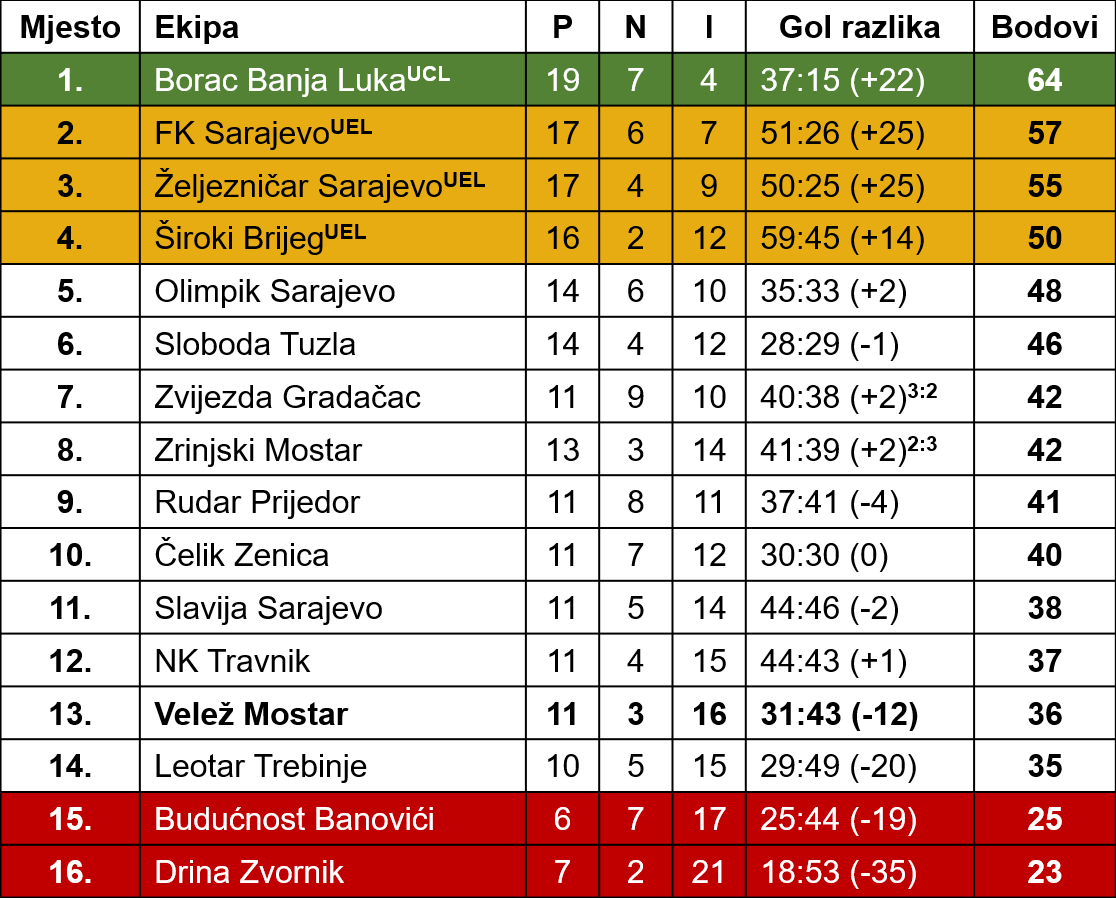 Mjesto Ekipa P N I Gol razlika Bodovi
1. Borac Banja LukaUCL 19 7 4 37:15 (+22) 64
2. FK SarajevoUEL 17 6 7 51:26 (+25) 57
3. Željezničar SarajevoUEL 17 4 9 50:25 (+25) 55
4. Široki BrijegUEL 16 2 12 59:45 (+14) 50
5. Olimpik Sarajevo 14 6 10 35:33 (+2) 48
6. Sloboda Tuzla 14 4 12 28:29 (-1) 46
7. Zvijezda Gradačac 11 9 10 40:38 (+2)3:2 42
8. Zrinjski Mostar 13 3 14 41:39 (+2)2:3 42
9. Rudar Prijedor 11 8 11 37:41 (-4) 41
10. Čelik Zenica 11 7 12 30:30 (0) 40
11. Slavija Sarajevo 11 5 14 44:46 (-2) 38
12. NK Travnik 11 4 15 44:43 (+1) 37
13. Velež Mostar 11 3 16 31:43 (-12) 36
14. Leotar Trebinje 10 5 15 29:49 (-20) 35
15. Budućnost Banovići 6 7 17 25:44 (-19) 25
16. Drina Zvornik 7 2 21 18:53 (-35) 23